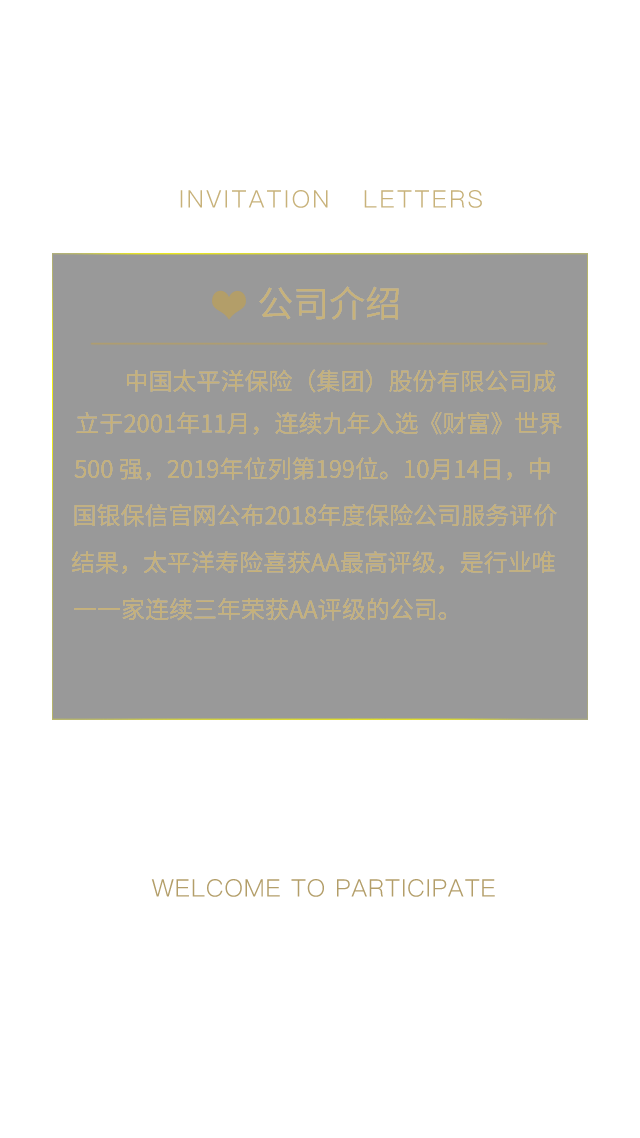 INVITATION LETTERS
❤ 公司介绍
中国太平洋保险（集团）股份有限公司成
立于2001年11月，连续九年入选《财富》世界
500 强，2019年位列第199位。10月14日，中
国银保信官网公布2018年度保险公司服务评价
结果，太平洋寿险喜获AA最高评级，是行业唯
一一家连续三年荣获AA评级的公司。
WELCOME TO PARTICIPATE